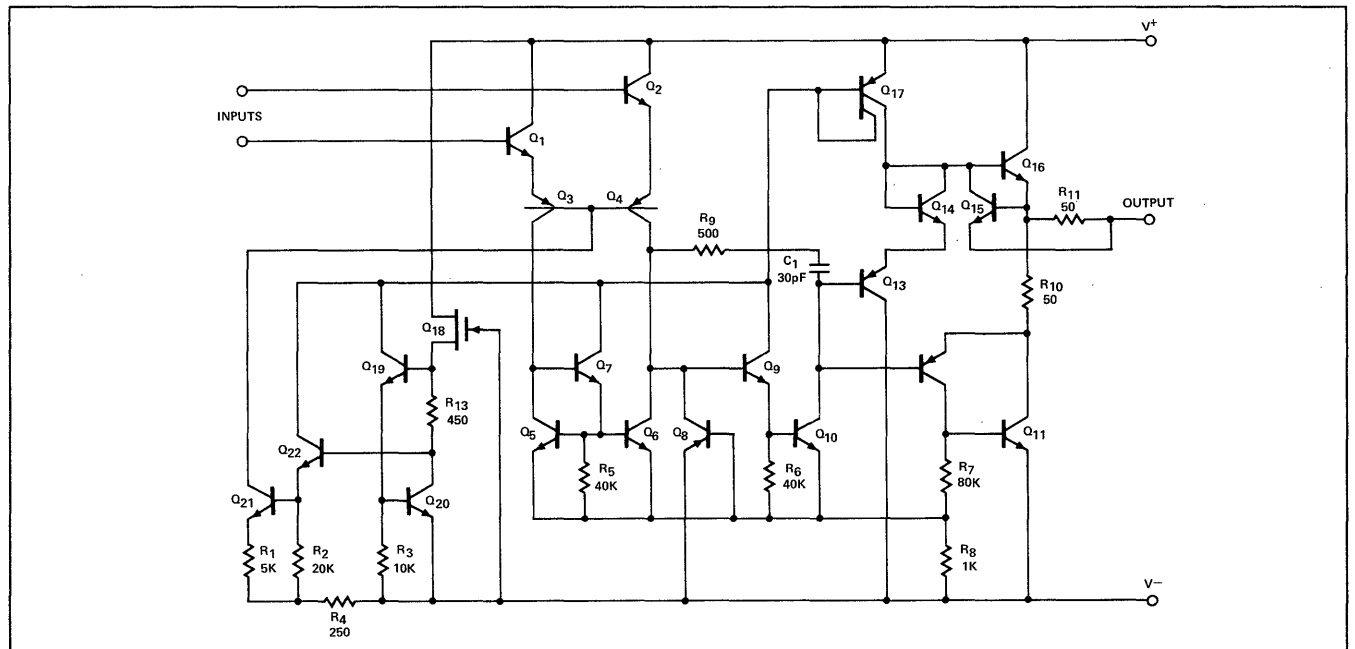 V+
Q17
Q2
INPUTS
Q1
Q16
Q3
Q4
Q14
Q15
R11
50
OUTPUT
R9
500
C1
30pF
Q13
R10
50
Q18
Q19
Q7
Q9
R13
450
Q5
Q6
Q8
Q10
Q11
Q22
R5
40K
R6
40K
R7
80K
Q21
Q20
R1
5K
R2
20K
R3
10K
R8
1K
V−
R4
250